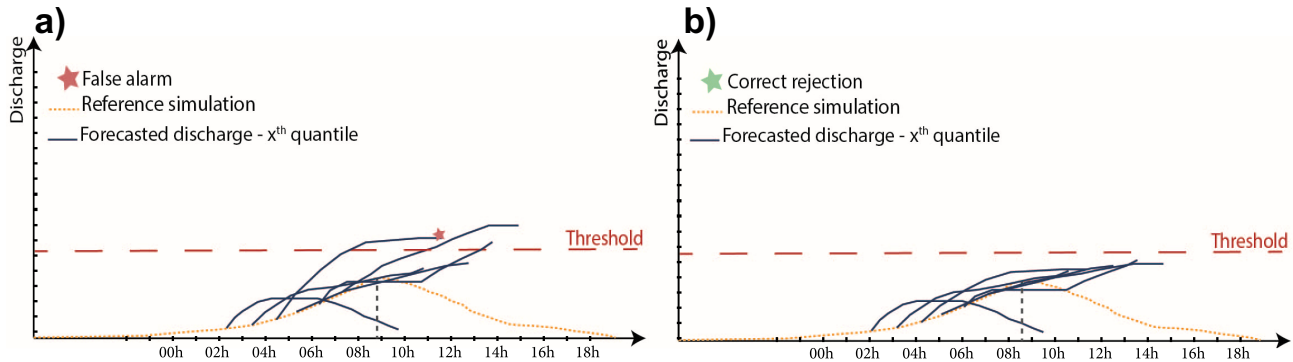 a)
Discharge
False alarm
Reference simulation
Forecasted discharge - xth quantile
Threshold
00h 02h 04h 06h 08h 10h 12h 14h 16h 18h
b)
Discharge
Correct rejection
Reference simulation
Forecasted discharge - xth quantile
Threshold
00h 02h 04h 06h 08h 10h 12h 14h 16h 18h